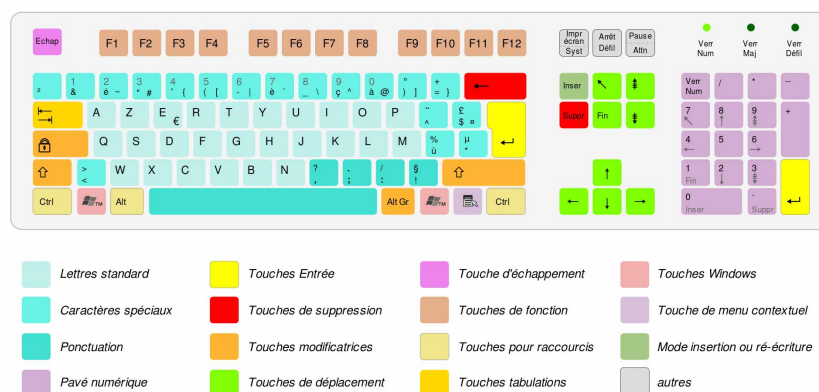 Echap F1 F2 F3 F4 F5 F6 F7 F8 F9 F10 F11 F12 Impr écran Syst Arrêt Défil Pause Attn Verr Num Verr Maj Verr Défil
² 1 & 2 é ~ 3 " # 4 ' { 5 ( [ 6 - | 7 è ` 8 _ \ 9 ç ^ 0 à @ ° ) ] + = } ← Inser ↖ ⇞ Verr Num / * −
A Z E € R T Y U I O P ¨ ^ £ $ ¤ Suppr Fin ⇟ 7 ↖ 8 ↑ 9 ⇞ +
Q S D F G H J K L M % ù µ * ↵ 4 ← 5 6 →
⇧ > < W X C V B N ? , . ; / : § ! ⇧ ↑ 1 Fin 2 ↓ 3 ⇟
Ctrl TM Alt Alt Gr TM Ctrl ← ↓ → 0 Inser . Suppr ↵
Lettres standard Touches Entrée Touche d'échappement Touches Windows
Caractères spéciaux Touches de suppression Touches de fonction Touche de menu contextuel
Ponctuation Touches modificatrices Touches pour raccourcis Mode insertion ou ré-écriture
Pavé numérique Touches de déplacement Touches tabulations autres